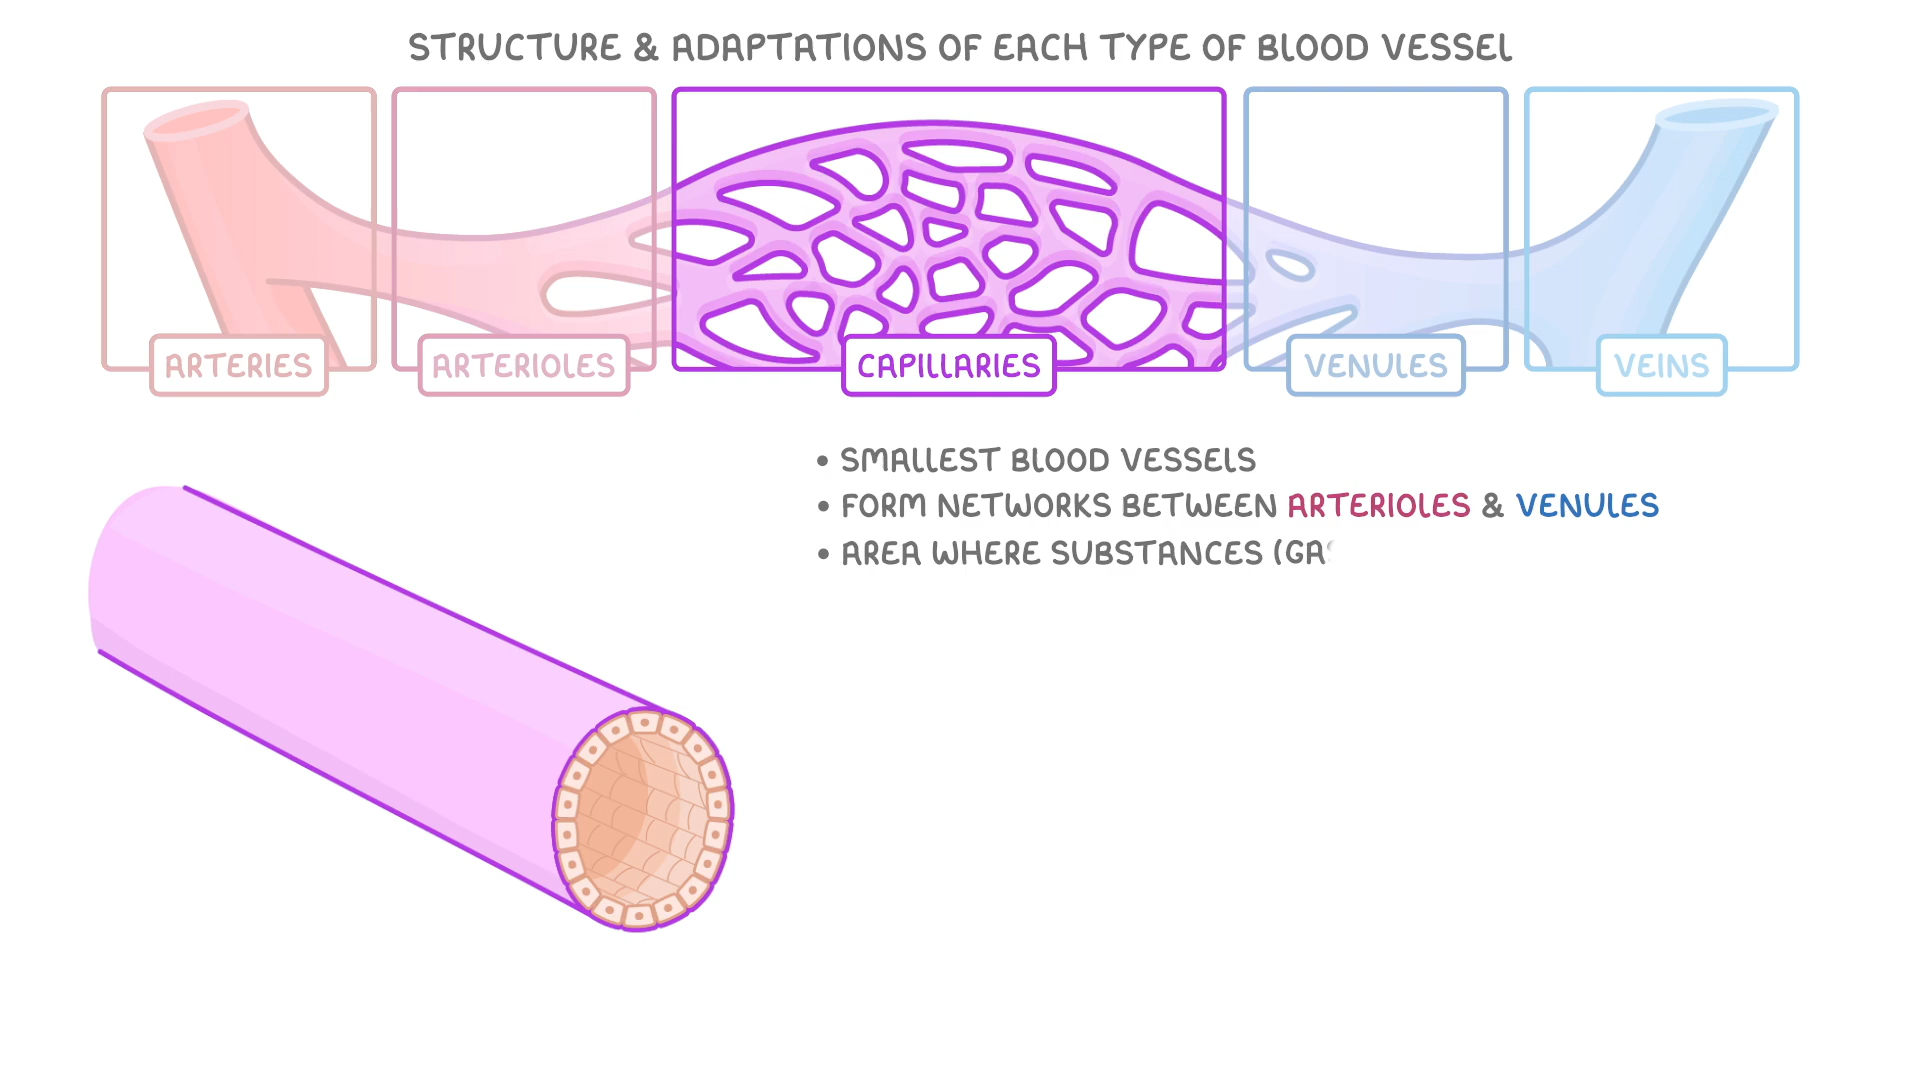 STRUCTURE & ADAPTATIONS OF EACH TYPE OF BLOOD VESSEL
ARTERIES
ARTERIOLES
CAPILLARIES
VENULES
VEINS
• SMALLEST BLOOD VESSELS
• FORM NETWORKS BETWEEN ARTERIOLES & VENULES
• AREA WHERE SUBSTANCES (GA